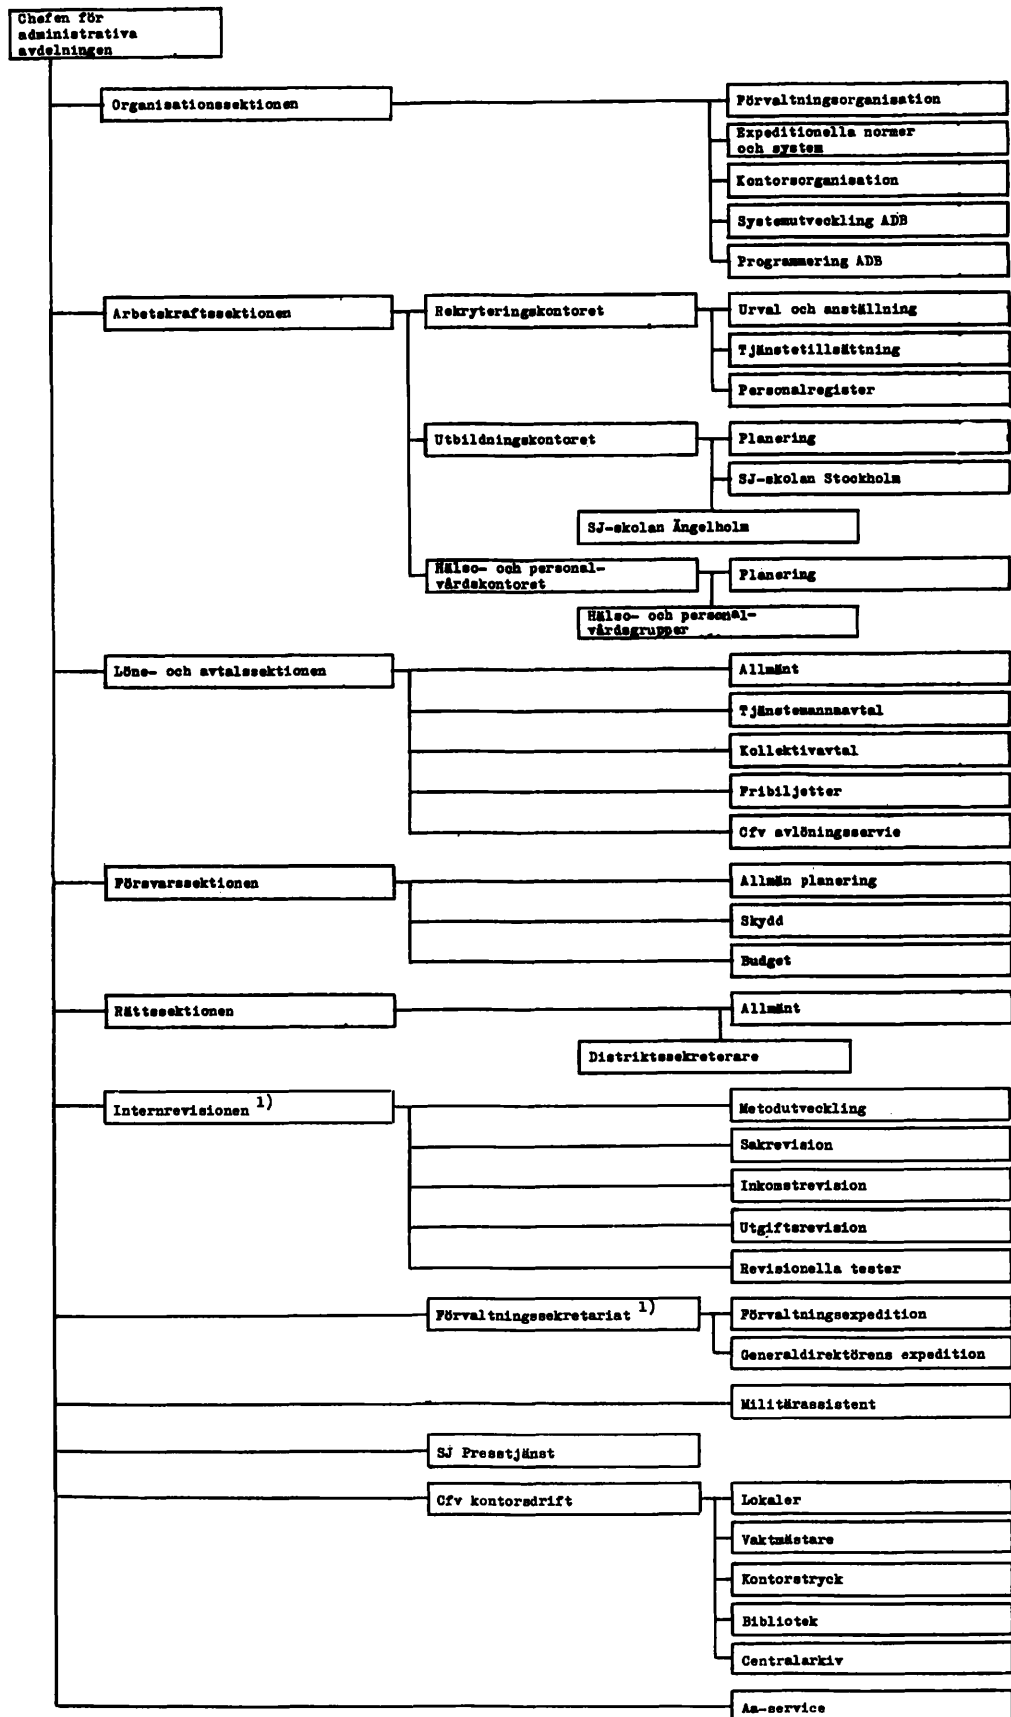 Chefen för
administrativa
avdelningen
Organisationssektionen
Förvaltningsorganisation
Expeditionella normer
och system
Kontorsorganisation
Systemutveckling ADB
Programmering ADB
Arbetskraftssektionen
Rekryteringskontoret
Urval och anställning
Tjänstetillsättning
Personalregister
Utbildningskontoret
Planering
SJ-skolan Stockholm
SJ-skolan Ängelholm
Hälso- och personal-
vårdskontoret
Planering
Hälso- och personal-
vårdsgrupper
Löne- och avtalssektionen
Allmänt
Tjänstemannaavtal
Kollektivavtal
Fribiljetter
Cfv avlöningsservie
Försvarssektionen
Allmän planering
Skydd
Budget
Rättssektionen
Allmänt
Distriktssekreterare
Internrevisionen 1)
Metodutveckling
Sakrevision
Inkomstrevision
Utgiftsrevision
Revisionella tester
Förvaltningssekretariat 1)
Förvaltningsexpedition
Generaldirektörens expedition
Militärassistent
SJ Presstjänst
Cfv kontorsdrift
Lokaler
Vaktmästare
Kontorstryck
Bibliotek
Centralarkiv
Aa-service